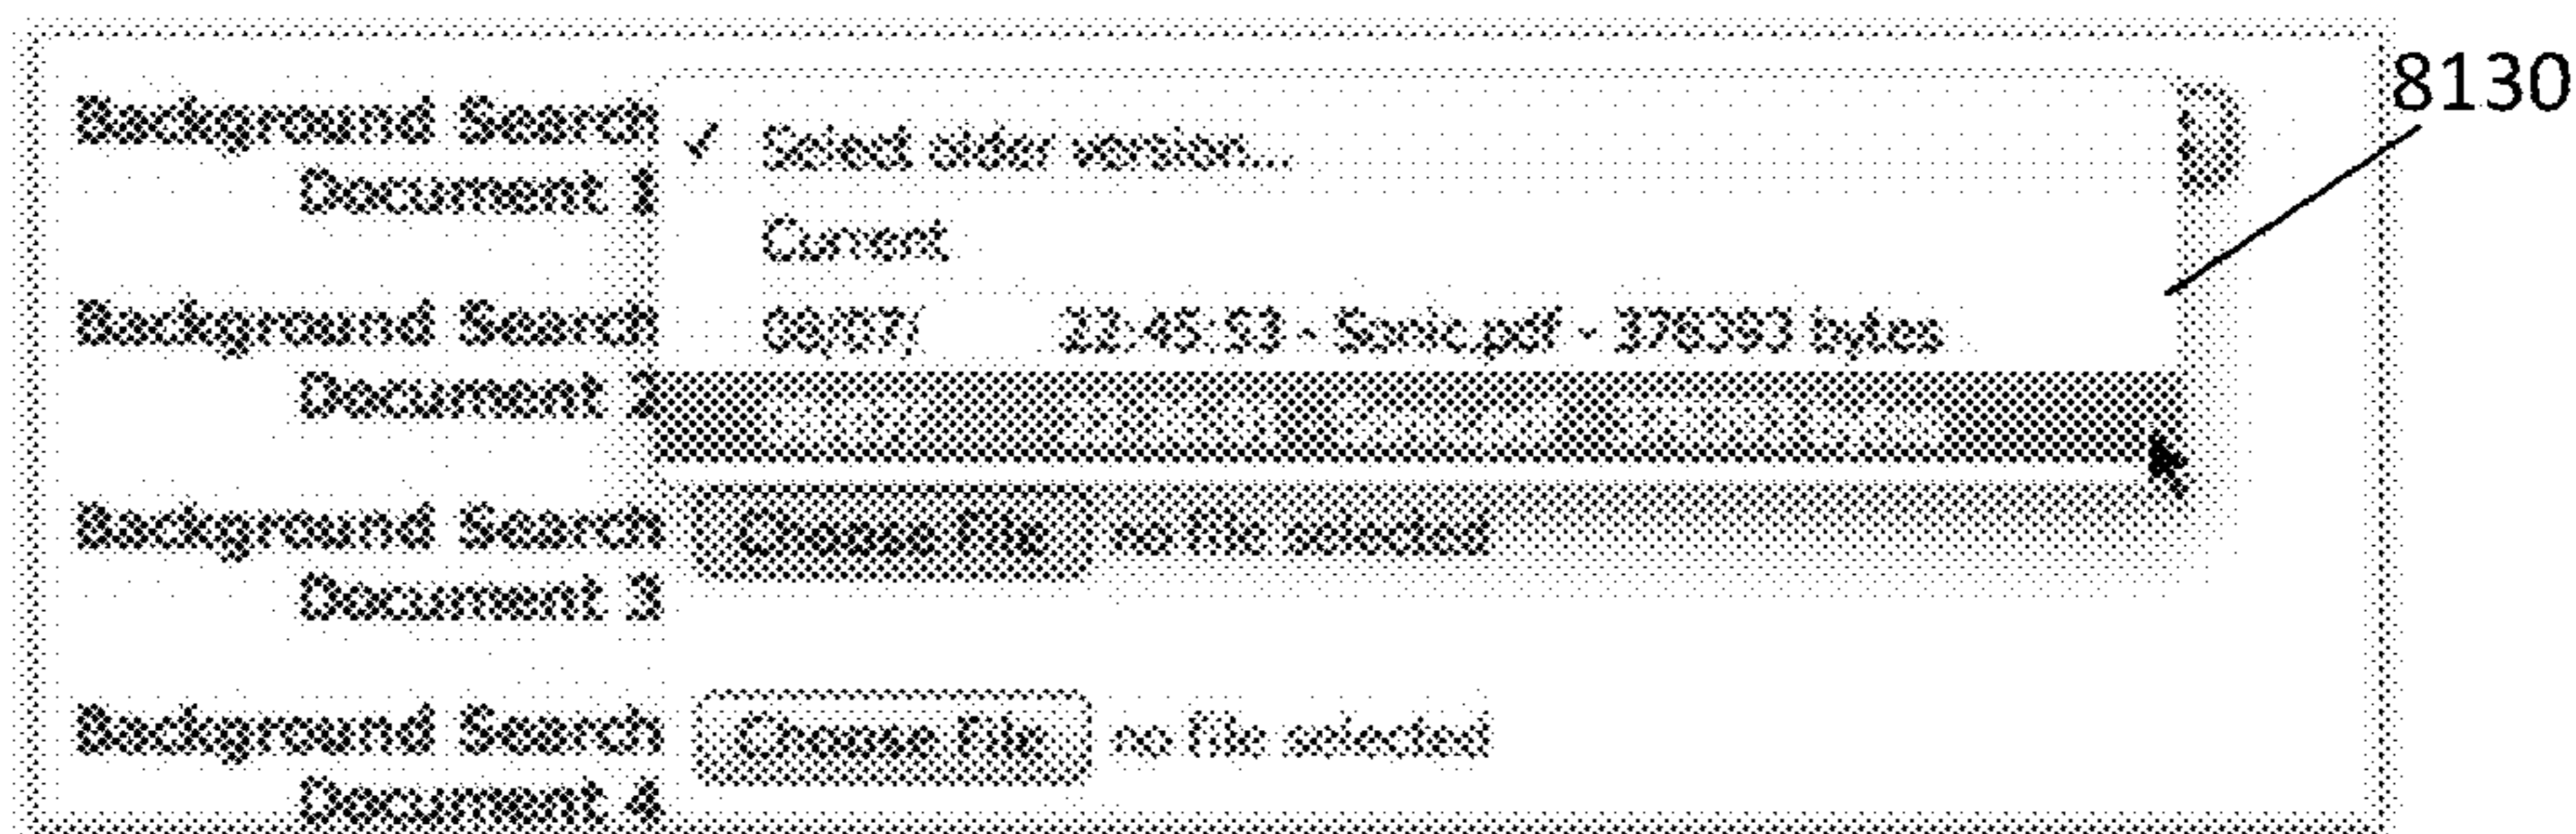 8130
Background Search
Document 1
✓ Select older version...
Current
Background Search
Document 2
22:45:53 - Sonic.pdf - 376393 bytes
Background Search
Document 3
Choose File no file selected
Background Search
Document 4
Choose File no file selected